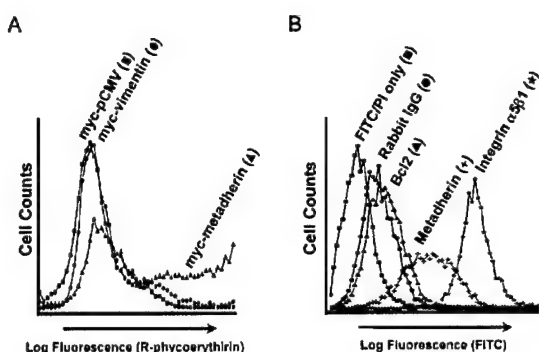 A
myc-pCMV (■)
myc-vimentin (●)
myc-metadherin (▲)
Cell Counts
Log Fluorescence (R-phycoerythirin)
B
FITC/PI only (■)
Rabbit IgG (●)
Bcl2 (▲)
Metadherin (+)
Integrin α5β1 (★)
Cell Counts
Log Fluorescence (FITC)